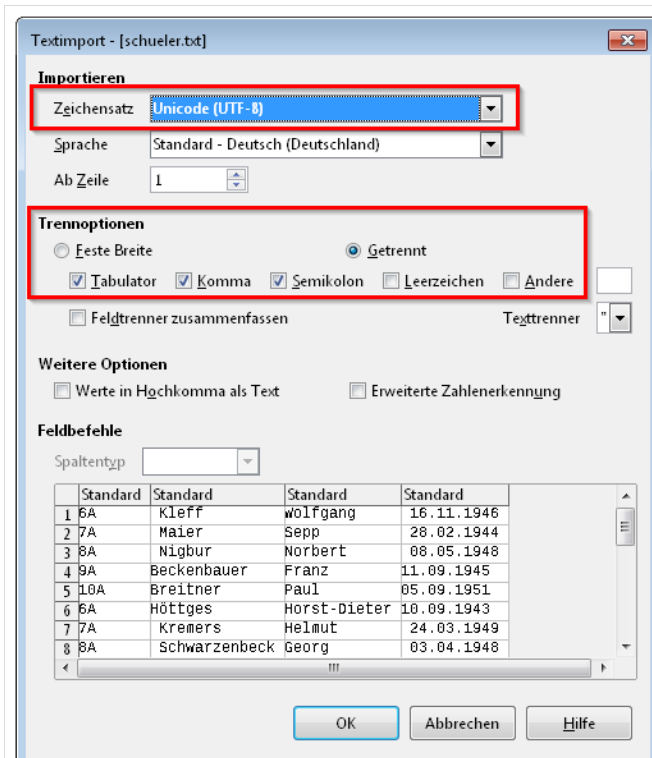 Textimport - [schueler.txt]
Importieren
Zeichensatz Unicode (UTF-8)
Sprache Standard - Deutsch (Deutschland)
Ab Zeile 1
Trennoptionen
Feste Breite Getrennt
Tabulator Komma Semikolon Leerzeichen Andere
Feldtrenner zusammenfassen Texttrenner "
Weitere Optionen
Werte in Hochkomma als Text Erweiterte Zahlenerkennung
Feldbefehle
Spaltentyp
Standard Standard Standard Standard
1 6A Kleff Wolfgang 16.11.1946
2 7A Maier Sepp 28.02.1944
3 8A Nigbur Norbert 08.05.1948
4 9A Beckenbauer Franz 11.09.1945
5 10A Breitner Paul 05.09.1951
6 6A Höttges Horst-Dieter 10.09.1943
7 7A Kremers Helmut 24.03.1949
8 8A Schwarzenbeck Georg 03.04.1948
OK Abbrechen Hilfe